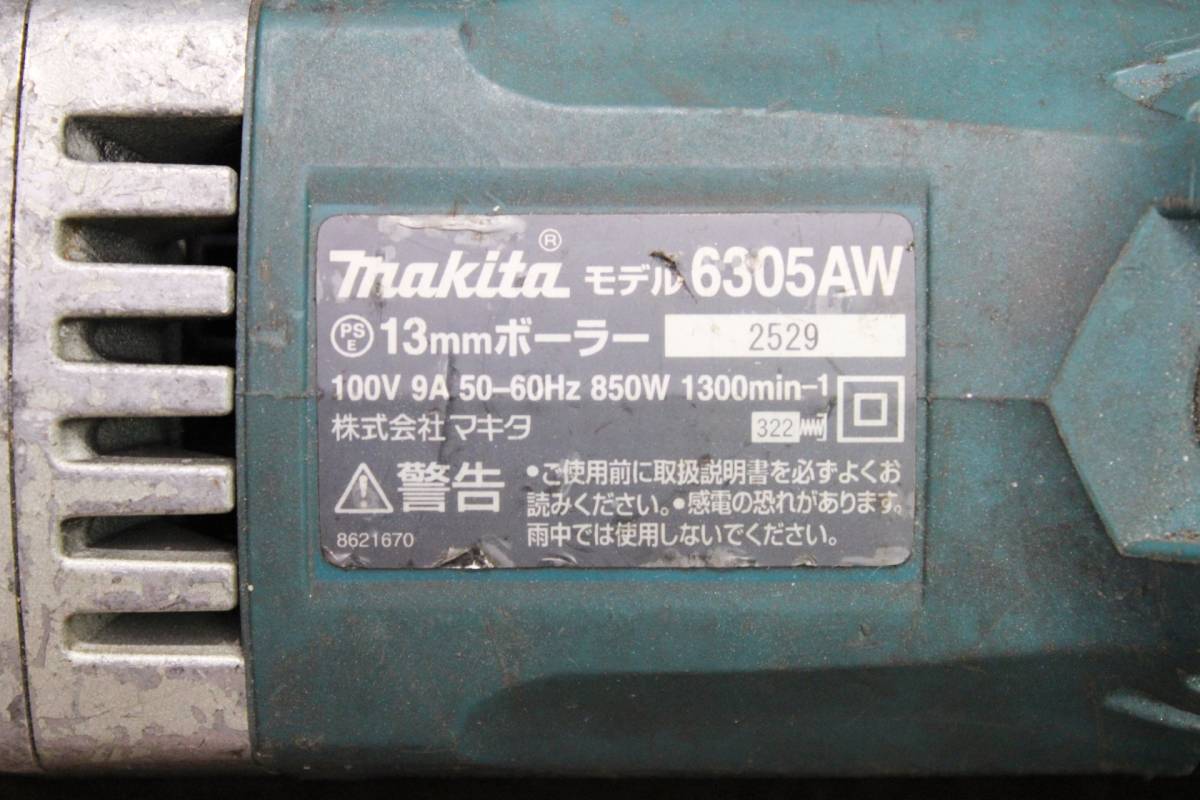 makita® モデル 6305AW
PSE 13mmボーラー 2529
100V 9A 50–60Hz 850W 1300min–1
株式会社マキタ 322
警告 •ご使用前に取扱説明書を必ずよくお
読みください。•感電の恐れがあります。
雨中では使用しないでください。
8621670